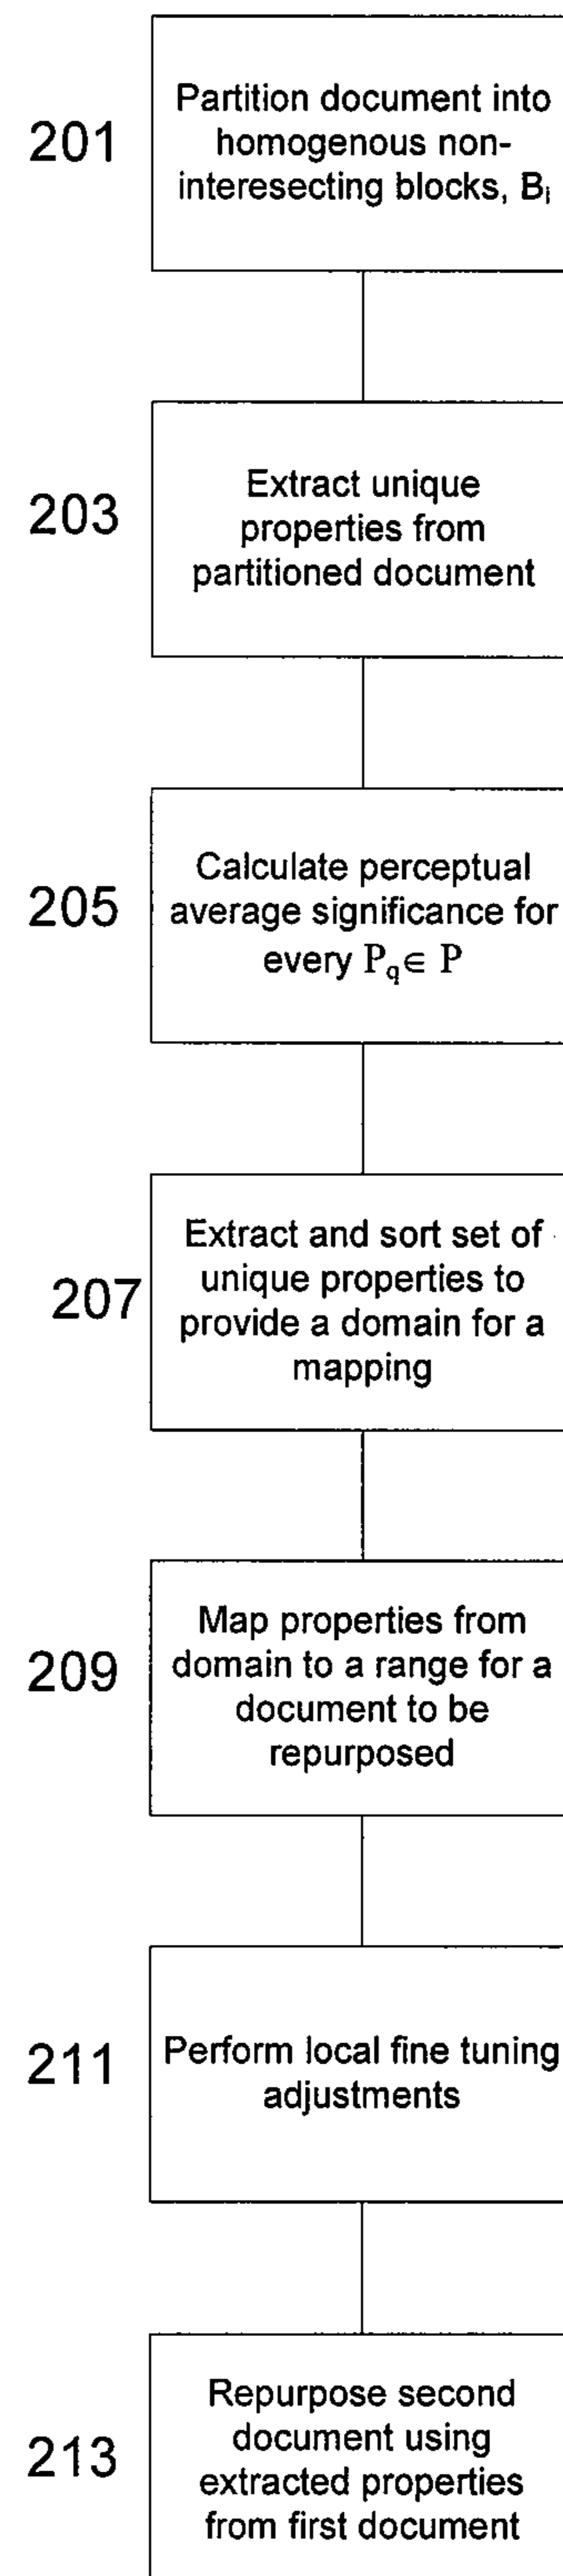 201
Partition document into
homogenous non-
interesecting blocks, Bi
203
Extract unique
properties from
partitioned document
205
Calculate perceptual
average significance for
every Pq ∈ P
207
Extract and sort set of
unique properties to
provide a domain for a
mapping
209
Map properties from
domain to a range for a
document to be
repurposed
211
Perform local fine tuning
adjustments
213
Repurpose second
document using
extracted properties
from first document